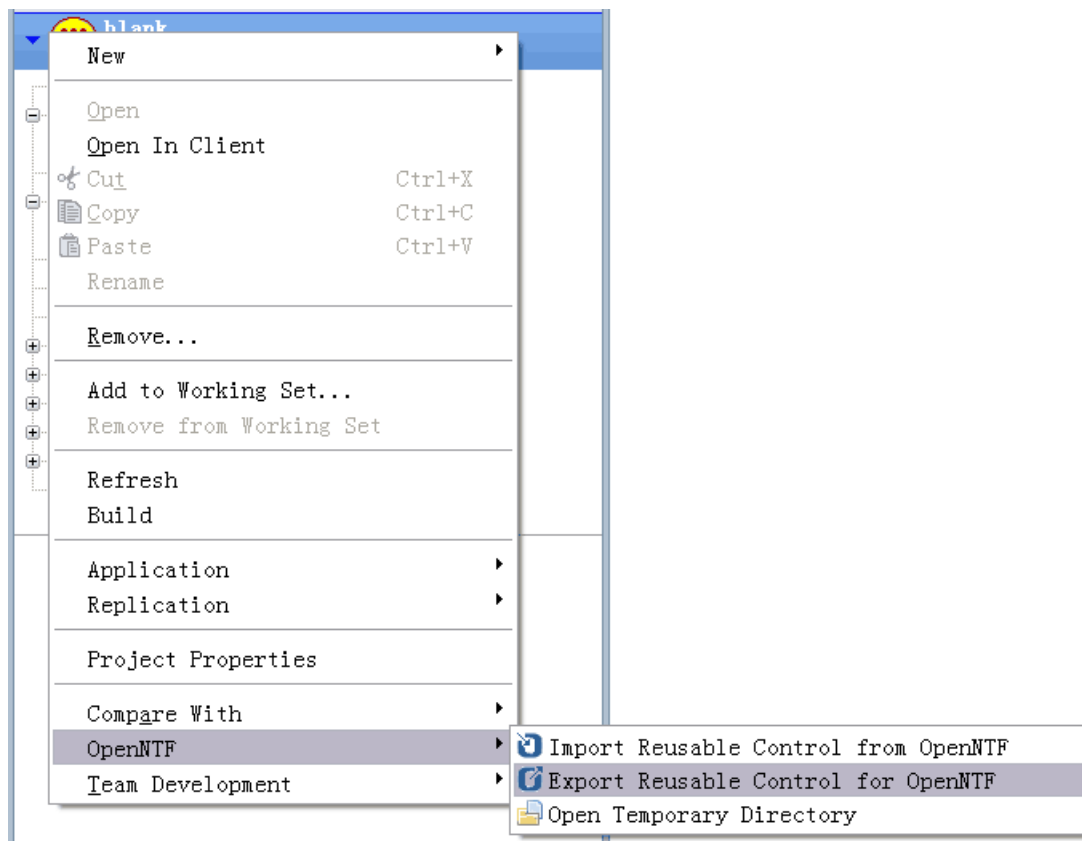 blank
New
Open
Open In Client
Cut Ctrl+X
Copy Ctrl+C
Paste Ctrl+V
Rename
Remove...
Add to Working Set...
Remove from Working Set
Refresh
Build
Application
Replication
Project Properties
Compare With
OpenNTF
Team Development
Import Reusable Control from OpenNTF
Export Reusable Control for OpenNTF
Open Temporary Directory